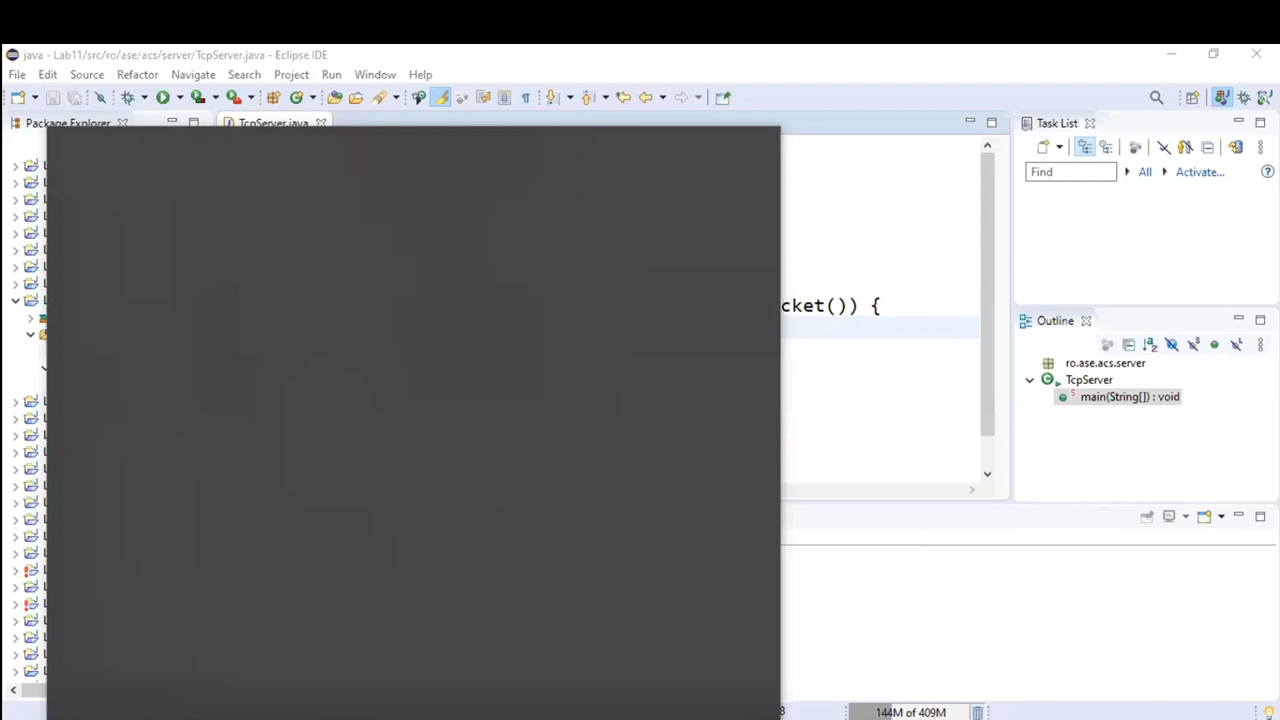 java - Lab11/src/ro/ase/acs/server/TcpServer.java - Eclipse IDE
File Edit Source Refactor Navigate Search Project Run Window Help
Package Explorer
TcpServer.java
Task List
Find
All
Activate...
cket()) {
Outline
ro.ase.acs.server
TcpServer
main(String[]) : void
144M of 409M